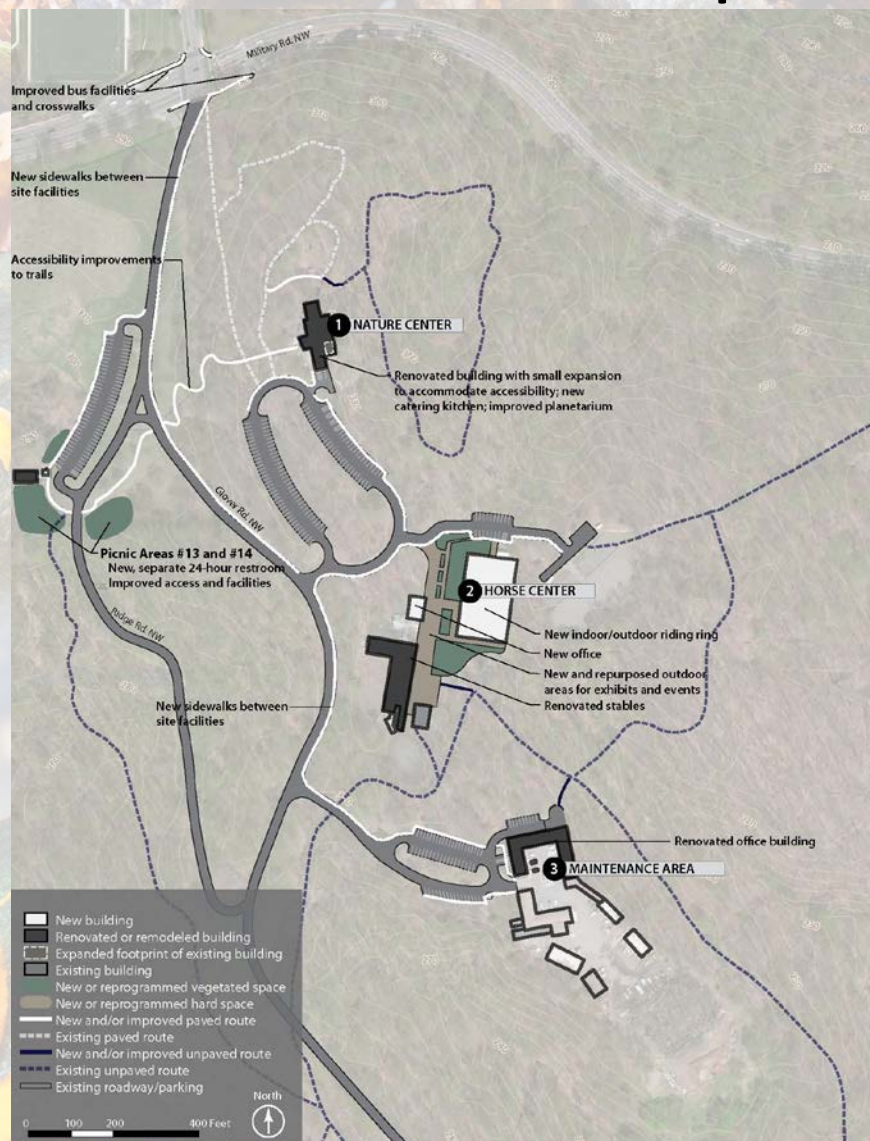 Military Rd. NW
Improved bus facilities
and crosswalks
New sidewalks between
site facilities
Accessibility improvements
to trails
1 NATURE CENTER
Renovated building with small expansion
to accommodate accessibility; new
catering kitchen; improved planetarium
Glover Rd. NW
Picnic Areas #13 and #14
New, separate 24-hour restroom
Improved access and facilities
2 HORSE CENTER
Ridge Rd. NW
New indoor/outdoor riding ring
New office
New and repurposed outdoor
areas for exhibits and events
Renovated stables
New sidewalks between
site facilities
Renovated office building
3 MAINTENANCE AREA
New building
Renovated or remodeled building
Expanded footprint of existing building
Existing building
New or reprogrammed vegetated space
New or reprogrammed hard space
New and/or improved paved route
Existing paved route
New and/or improved unpaved route
Existing unpaved route
Existing roadway/parking
North
0 100 200 400 Feet